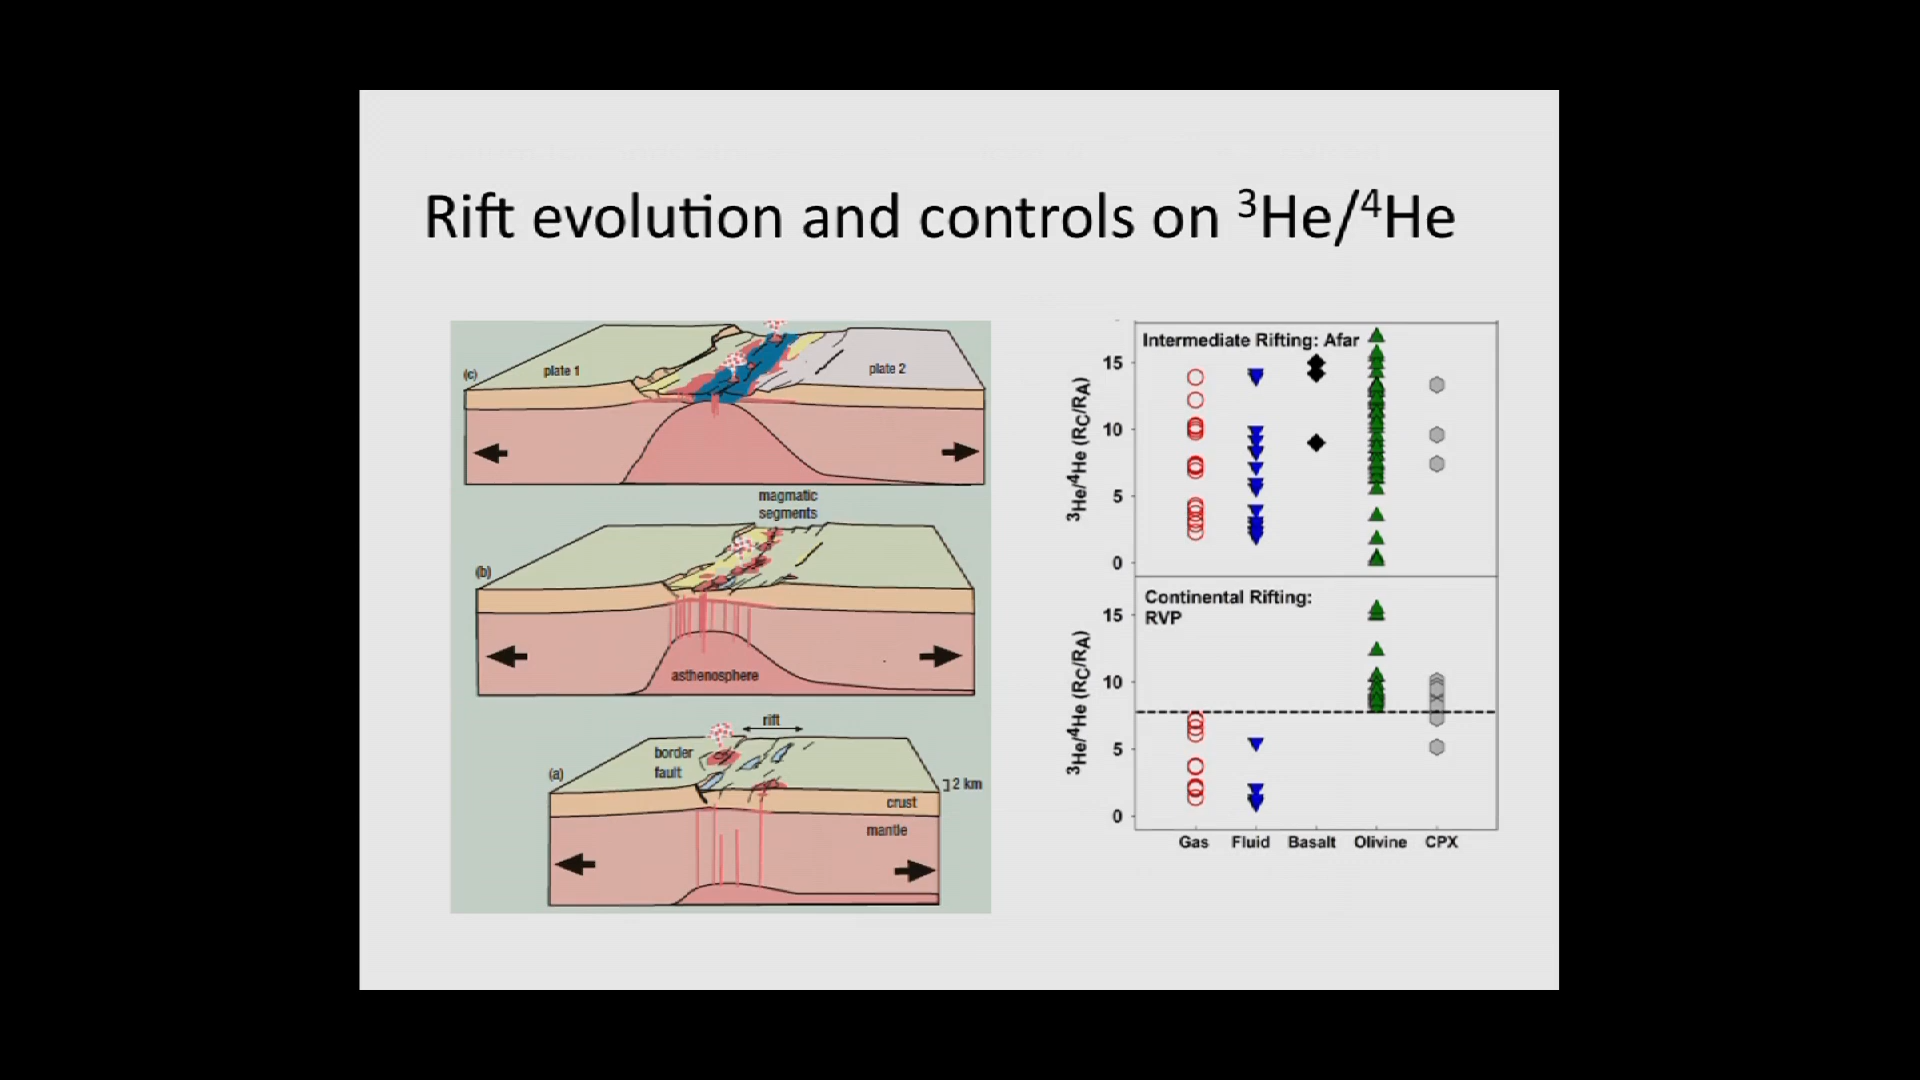 Rift evolution and controls on ³He/⁴He
(c)
plate 1
plate 2
magmatic
segments
(b)
asthenosphere
rift
border
fault
(a)
2 km
crust
mantle
Intermediate Rifting: Afar
³He/⁴He (RC/RA)
15
10
5
0
Continental Rifting:
RVP
³He/⁴He (RC/RA)
15
10
5
0
Gas Fluid Basalt Olivine CPX